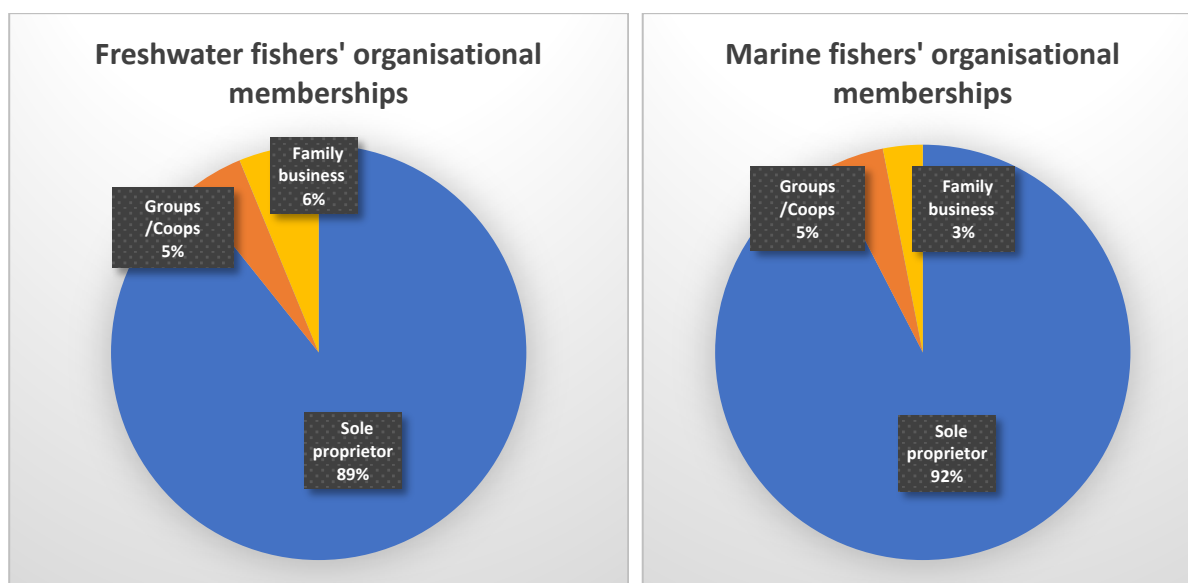 Freshwater fishers' organisational
memberships
Family
business
6%
Groups
/Coops
5%
Sole
proprietor
89%
Marine fishers' organisational
memberships
Groups
/Coops
5%
Family
business
3%
Sole
proprietor
92%